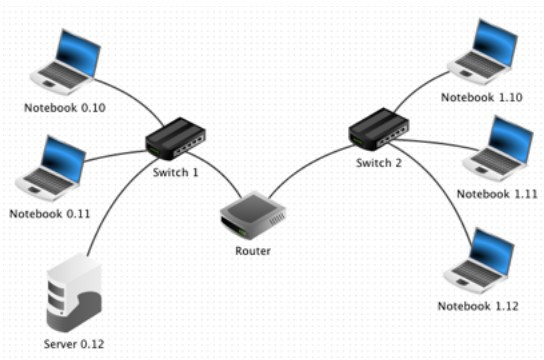 Notebook 0.10
Notebook 1.10
Switch 1
Switch 2
Notebook 0.11
Notebook 1.11
Router
Notebook 1.12
Server 0.12